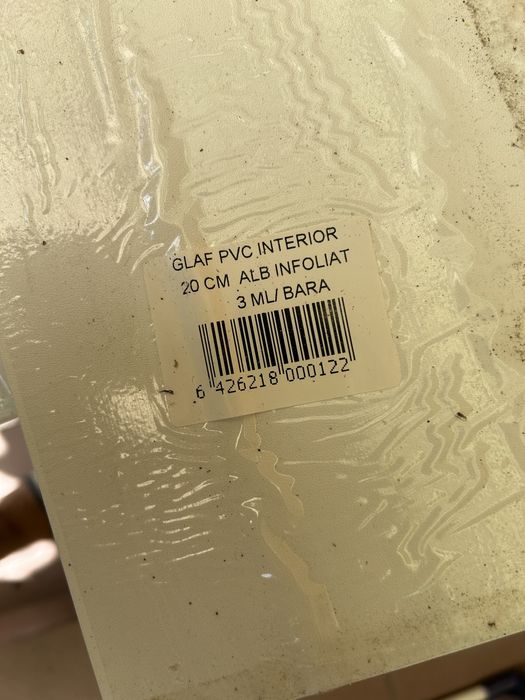 GLAF PVC INTERIOR
20 CM ALB INFOLIAT
3 ML/ BARA
6 426218 000122